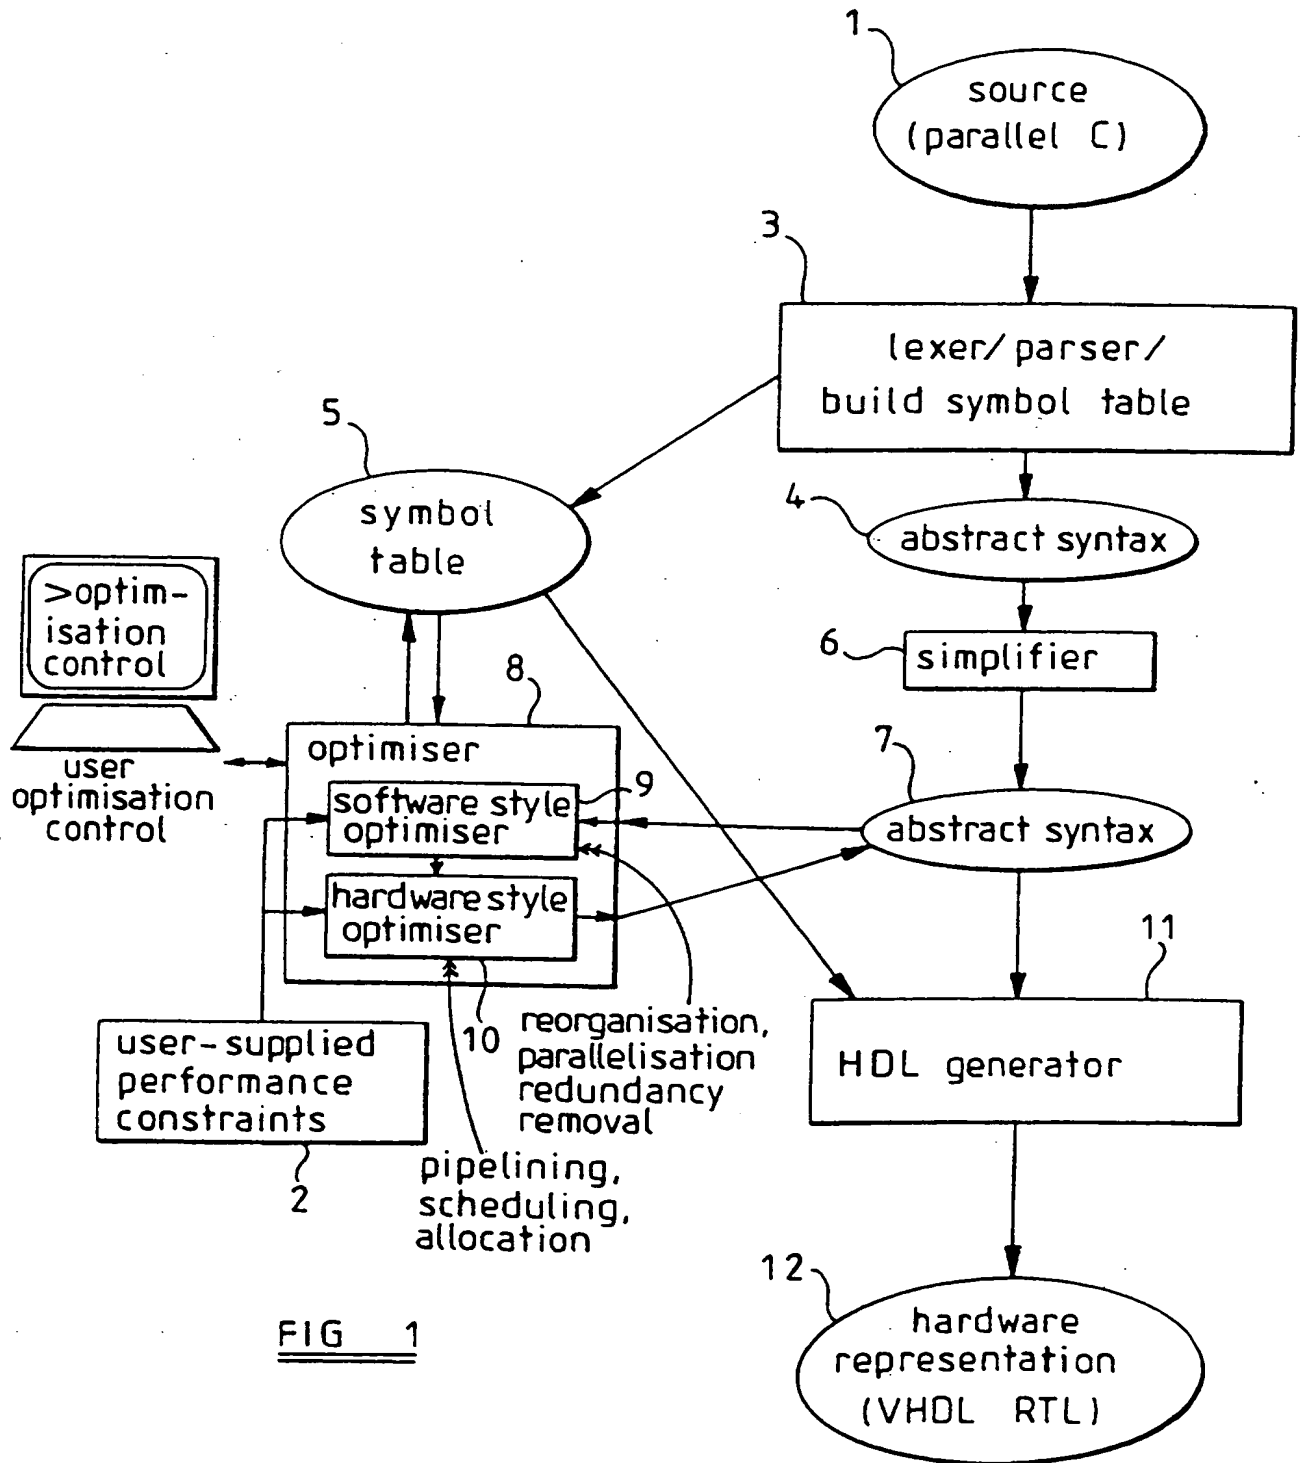 1
source
(parallel C)
3
lexer/parser/
build symbol table
5
symbol
table
4
abstract syntax
>optim-
isation
control
user
optimisation
control
6
simplifier
8
optimiser
7
abstract syntax
9
software style
optimiser
hardware style
optimiser
10
reorganisation,
parallelisation
redundancy
removal
11
HDL generator
user-supplied
performance
constraints
2
pipelining,
scheduling,
allocation
12
hardware
representation
(VHDL RTL)
FIG 1